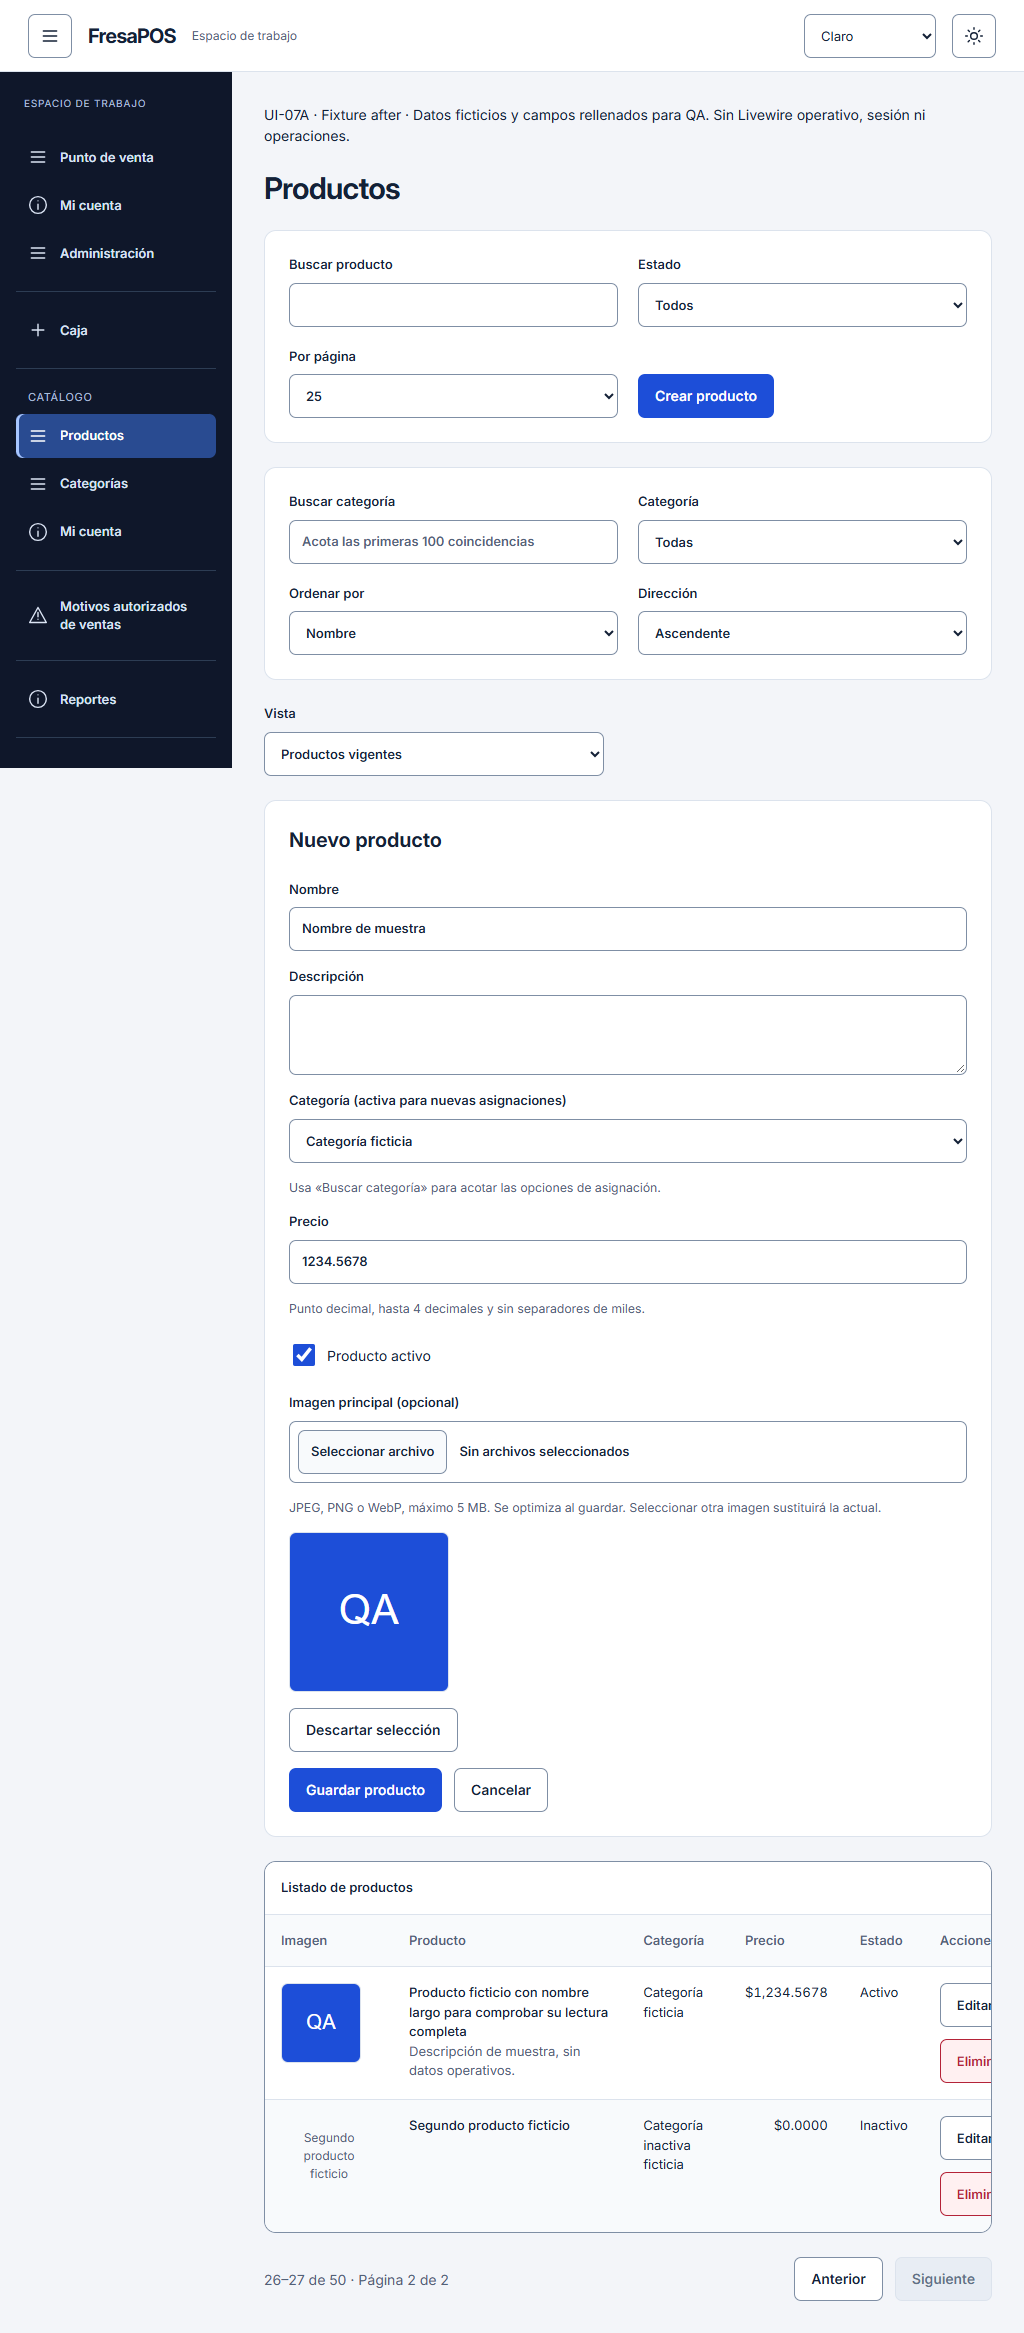 FresaPOS
Espacio de trabajo
Claro
ESPACIO DE TRABAJO
Punto de venta
Mi cuenta
Administración
Caja
CATÁLOGO
Productos
Categorías
Mi cuenta
Motivos autorizados
de ventas
Reportes
UI-07A · Fixture after · Datos ficticios y campos rellenados para QA. Sin Livewire operativo, sesión ni
operaciones.
Productos
Buscar producto
Estado
Todos
Por página
25
Crear producto
Buscar categoría
Categoría
Acota las primeras 100 coincidencias
Todas
Ordenar por
Dirección
Nombre
Ascendente
Vista
Productos vigentes
Nuevo producto
Nombre
Nombre de muestra
Descripción
Categoría (activa para nuevas asignaciones)
Categoría ficticia
Usa «Buscar categoría» para acotar las opciones de asignación.
Precio
1234.5678
Punto decimal, hasta 4 decimales y sin separadores de miles.
Producto activo
Imagen principal (opcional)
Seleccionar archivo
Sin archivos seleccionados
JPEG, PNG o WebP, máximo 5 MB. Se optimiza al guardar. Seleccionar otra imagen sustituirá la actual.
QA
Descartar selección
Guardar producto
Cancelar
Listado de productos
Imagen
Producto
Categoría
Precio
Estado
Accione
QA
Producto ficticio con nombre
largo para comprobar su lectura
completa
Descripción de muestra, sin
datos operativos.
Categoría
ficticia
$1,234.5678
Activo
Editar
Elimir
Segundo
producto
ficticio
Segundo producto ficticio
Categoría
inactiva
ficticia
$0.0000
Inactivo
Editar
Elimir
26–27 de 50 · Página 2 de 2
Anterior
Siguiente